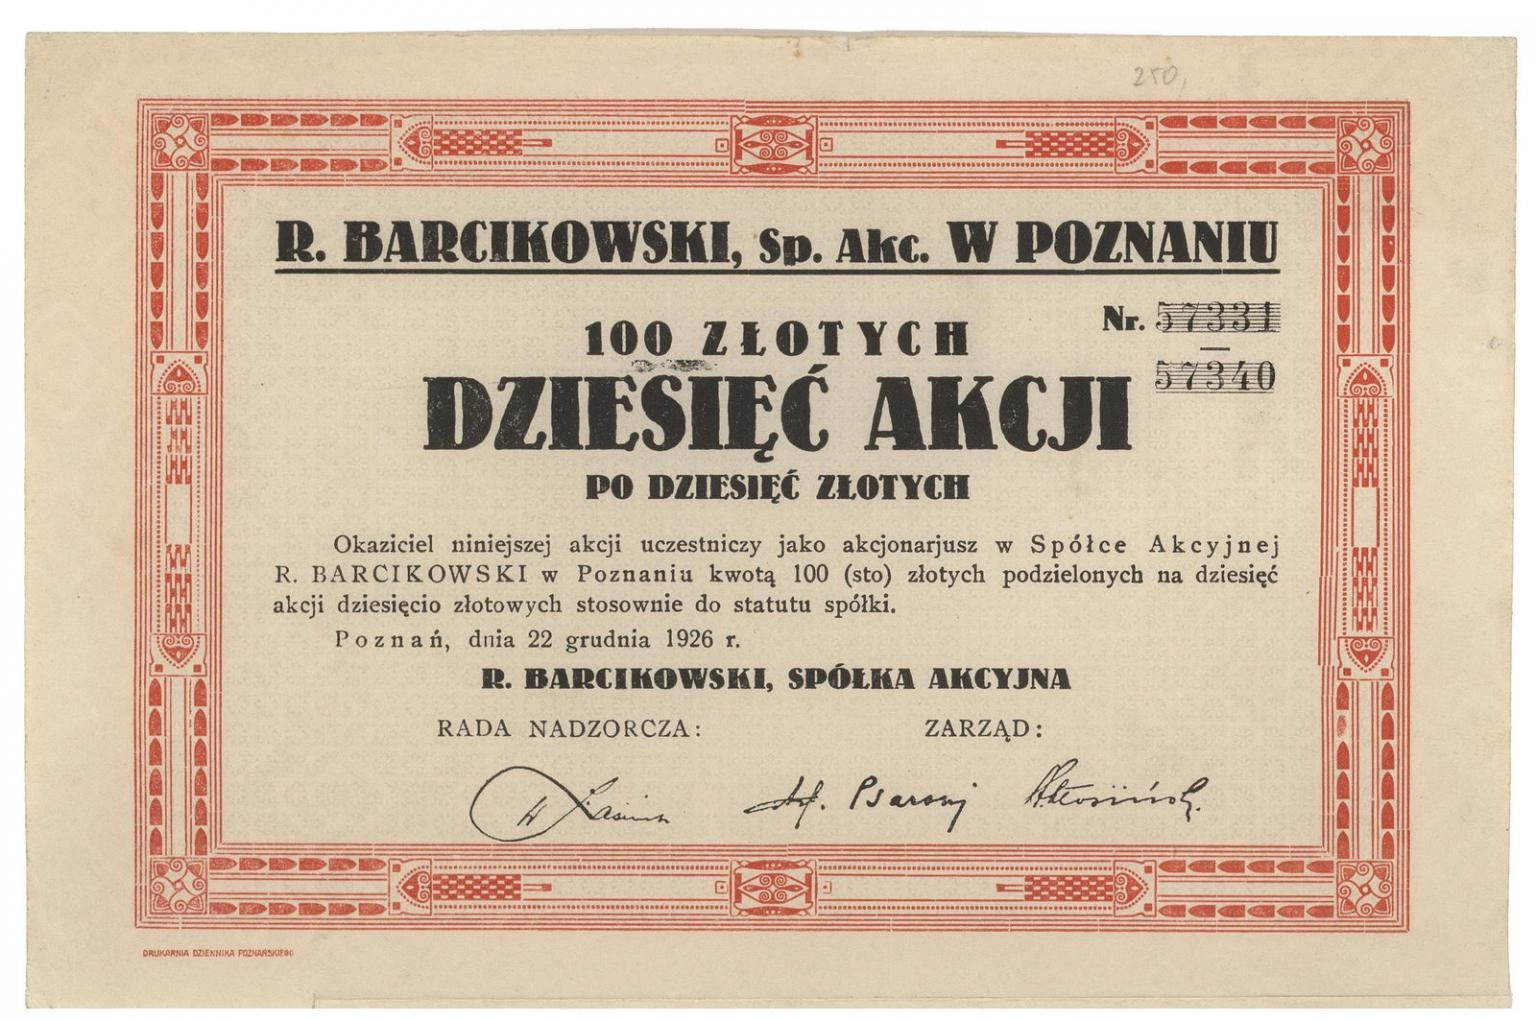 250,
R. BARCIKOWSKI, Sp. Akc. W POZNANIU
Nr. 57331
—
57340
100 ZŁOTYCH
DZIESIĘĆ AKCJI
PO DZIESIĘĆ ZŁOTYCH
Okaziciel niniejszej akcji uczestniczy jako akcjonarjusz w Spółce Akcyjnej
R. BARCIKOWSKI w Poznaniu kwotą 100 (sto) złotych podzielonych na dziesięć
akcji dziesięcio złotowych stosownie do statutu spółki.
Poznań, dnia 22 grudnia 1926 r.
R. BARCIKOWSKI, SPÓŁKA AKCYJNA
RADA NADZORCZA: ZARZĄD:
DRUKARNIA DZIENNIKA POZNAŃSKIEGO